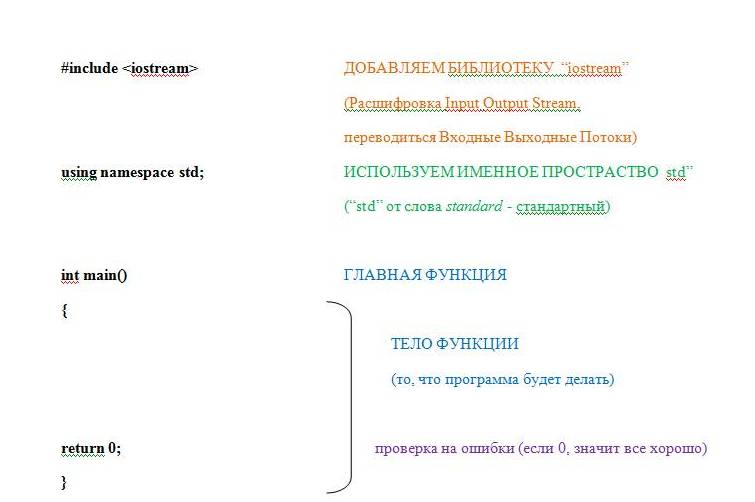 #include <iostream> ДОБАВЛЯЕМ БИБЛИОТЕКУ “iostream”
(Расшифровка Input Output Stream,
переводиться Входные Выходные Потоки)
using namespace std; ИСПОЛЬЗУЕМ ИМЕННОЕ ПРОСТРАСТВО std”
(“std” от слова standard - стандартный)
int main() ГЛАВНАЯ ФУНКЦИЯ
{
ТЕЛО ФУНКЦИИ
(то, что программа будет делать)
return 0; проверка на ошибки (если 0, значит все хорошо)
}